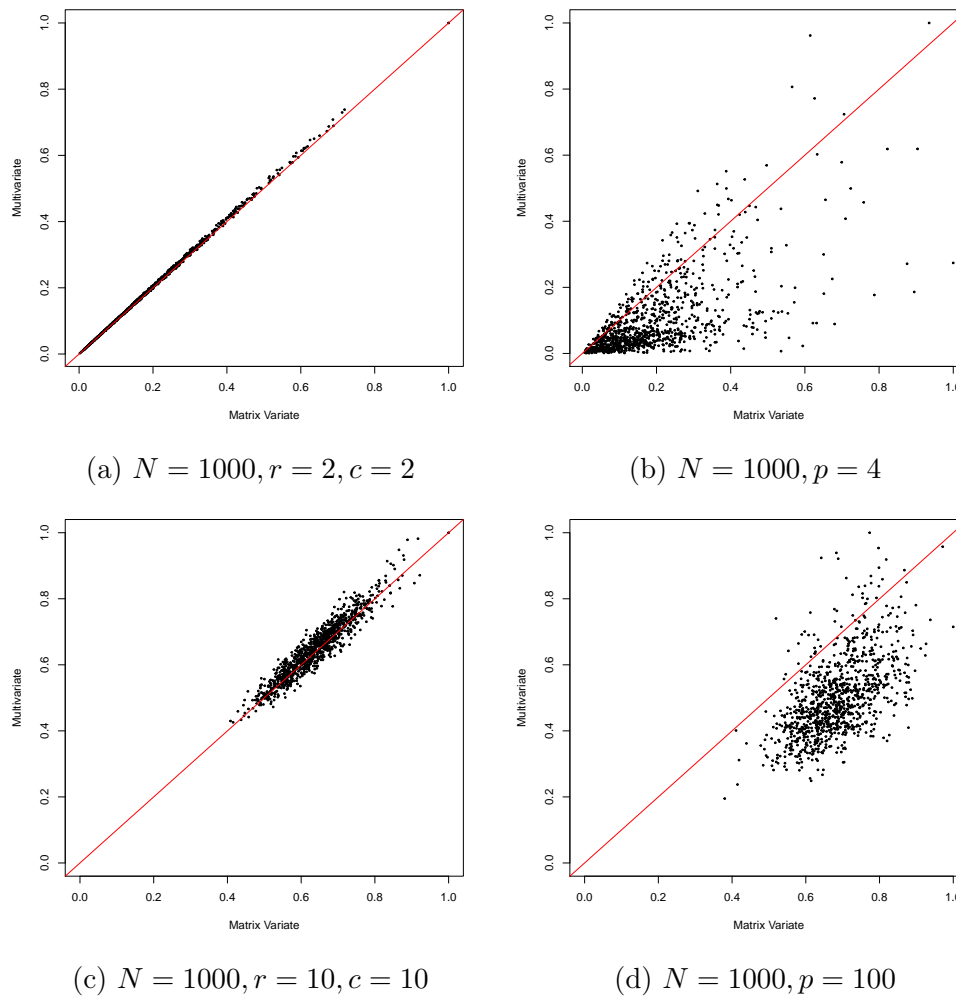 1.0
0.8
0.6
0.4
0.2
0.0
Multivariate
0.0 0.2 0.4 0.6 0.8 1.0
Matrix Variate
(a) N = 1000, r = 2, c = 2
1.0
0.8
0.6
0.4
0.2
0.0
Multivariate
0.0 0.2 0.4 0.6 0.8 1.0
Matrix Variate
(b) N = 1000, p = 4
1.0
0.8
0.6
0.4
0.2
0.0
Multivariate
0.0 0.2 0.4 0.6 0.8 1.0
Matrix Variate
(c) N = 1000, r = 10, c = 10
1.0
0.8
0.6
0.4
0.2
0.0
Multivariate
0.0 0.2 0.4 0.6 0.8 1.0
Matrix Variate
(d) N = 1000, p = 100